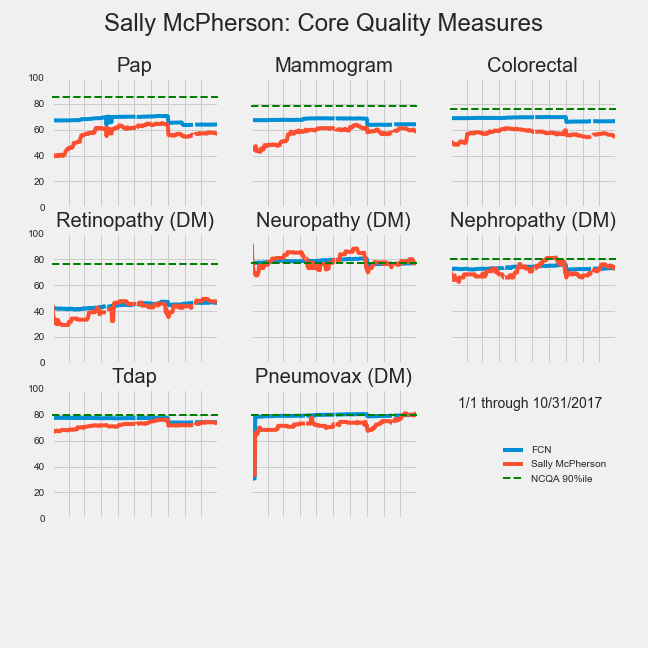 Sally McPherson: Core Quality Measures
Pap
Mammogram
Colorectal
100
80
60
40
20
0
Retinopathy (DM)
Neuropathy (DM)
Nephropathy (DM)
100
80
60
40
20
0
Tdap
Pneumovax (DM)
100
80
60
40
20
0
1/1 through 10/31/2017
FCN
Sally McPherson
NCQA 90%ile